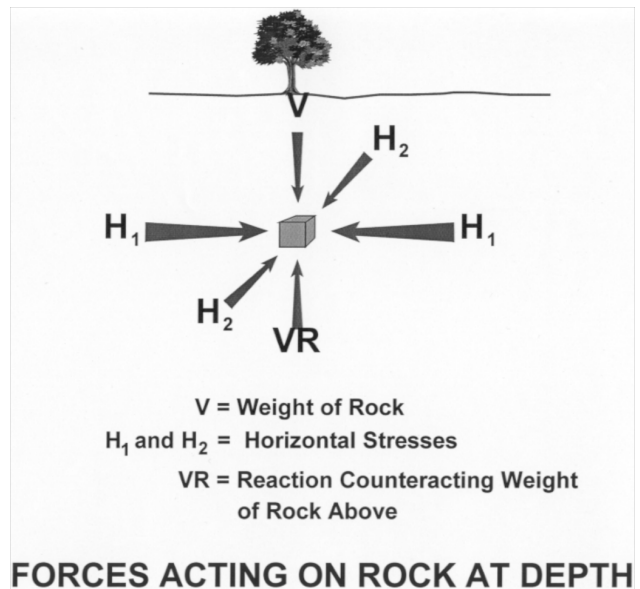 V
H₂
H₁
H₁
H₂
VR
V = Weight of Rock
H₁ and H₂ = Horizontal Stresses
VR = Reaction Counteracting Weight
of Rock Above
FORCES ACTING ON ROCK AT DEPTH